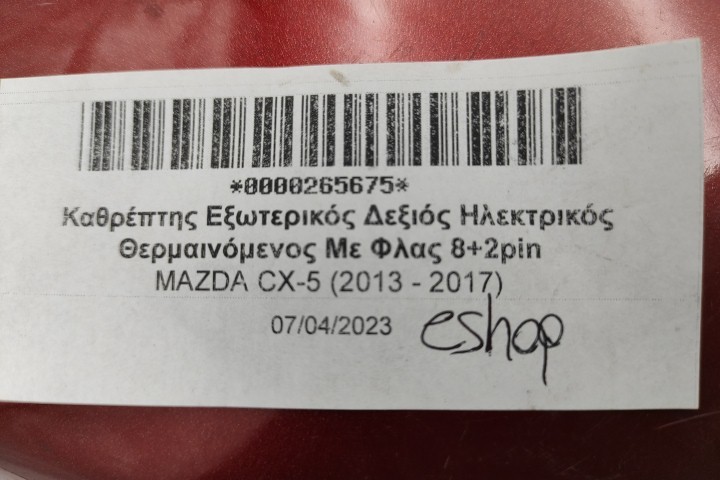 *0000265675*
Καθρέπτης Εξωτερικός Δεξιός Ηλεκτρικός
Θερμαινόμενος Με Φλας 8+2pin
MAZDA CX-5 (2013 - 2017)
07/04/2023 eshop